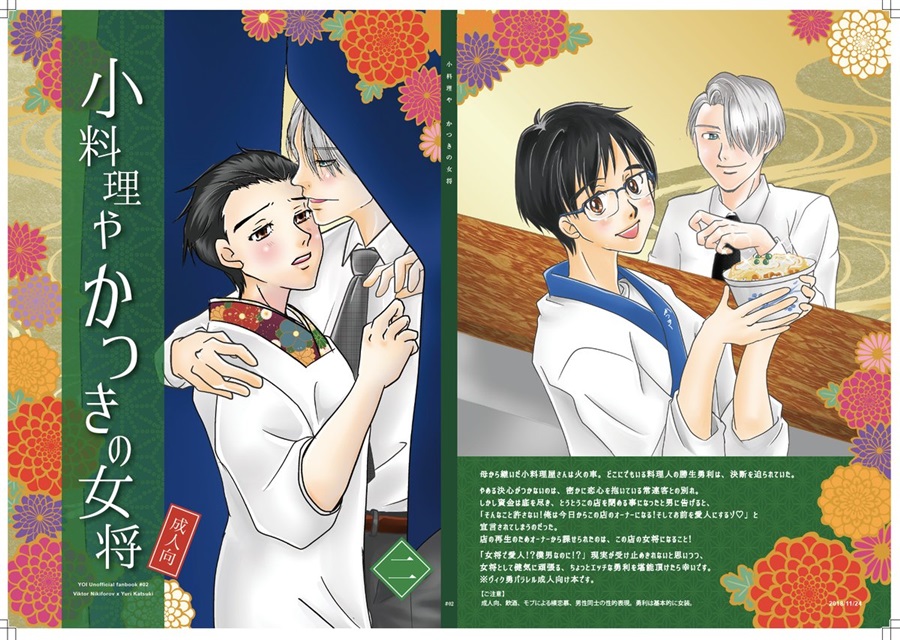 小料理や かつきの女将
成人向
二
YOI Unofficial fanbook #02
Viktor Nikiforov x Yuri Katsuki
小料理や かつきの女将
#02
母から継いだ小料理屋さんは火の車。どこにでもいる料理人の勝生勇利は、決断を迫られていた。
やめる決心がつかないのは、密かに恋心を抱いている常連客との別れ。
しかし資金は底を尽き、とうとうこの店を閉める事になったと男に告げると、
「そんなこと許さない！俺は今日からこの店のオーナーになる！そしてお前を愛人にするゾ♡」と
宣言されてしまうのだった。
店の再生のためオーナーから課せられたのは、この店の女将になること！
「女将で愛人！？僕男なのに！？」現実が受け止めきれないと思いつつ、
女将として健気に頑張る、ちょっとエッチな勇利を堪能頂けたら幸いです。
※ヴィク勇パラレル成人向け本です。
【ご注意】
成人向、飲酒、モブによる横恋慕、男性同士の性的表現。勇利は基本的に女装。
2018/11/24